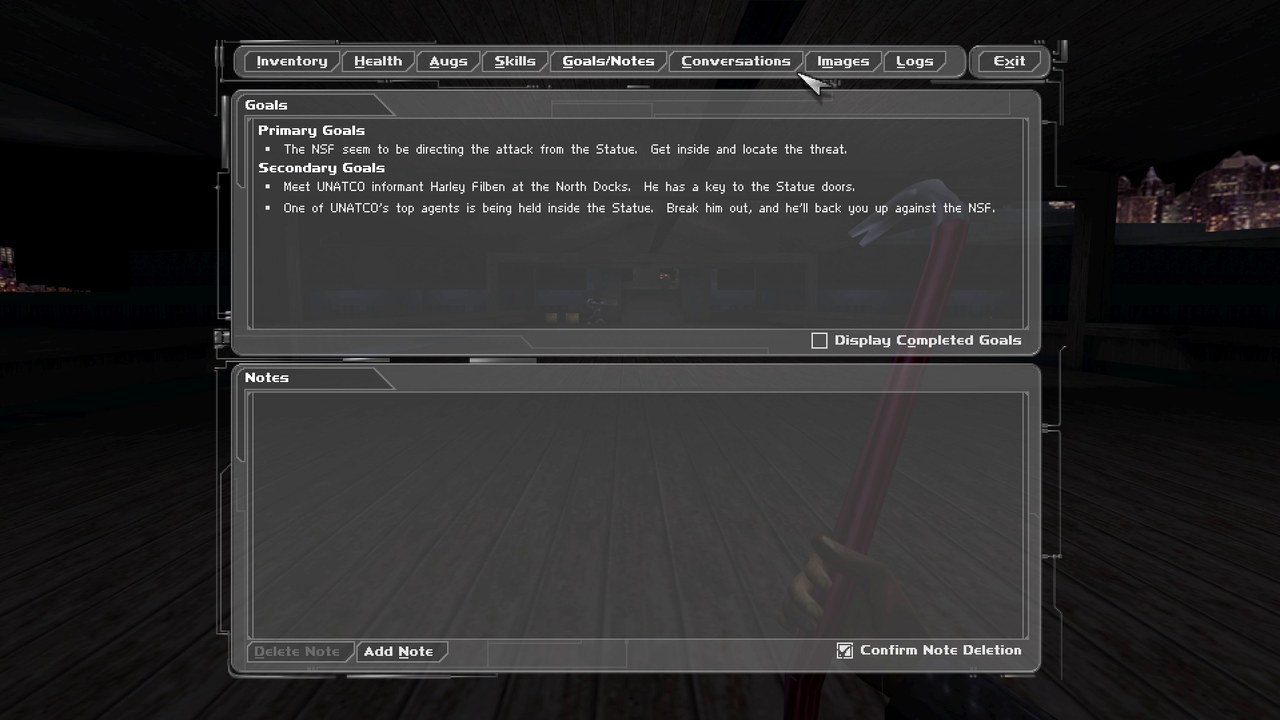 Inventory Health Augs Skills Goals/Notes Conversations Images Logs Exit
Goals
Primary Goals
▪ The NSF seem to be directing the attack from the Statue. Get inside and locate the threat.
Secondary Goals
▪ Meet UNATCO informant Harley Filben at the North Docks. He has a key to the Statue doors.
▪ One of UNATCO's top agents is being held inside the Statue. Break him out, and he'll back you up against the NSF.
Display Completed Goals
Notes
Delete Note Add Note Confirm Note Deletion